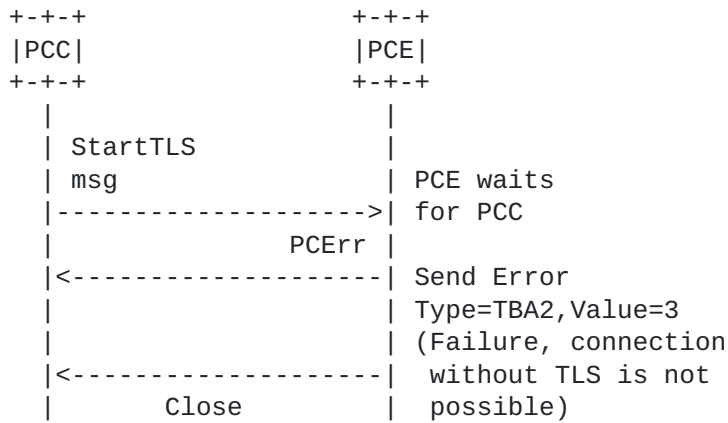 +-+-+                 +-+-+
|PCC|                 |PCE|
+-+-+                 +-+-+
  |                     |
  | StartTLS            |
  | msg                 | PCE waits
  |-------------------->| for PCC
  |               PCErr |
  |<--------------------| Send Error
  |                     | Type=TBA2,Value=3
  |                     | (Failure, connection
  |<--------------------|  without TLS is not
  |       Close         |  possible)